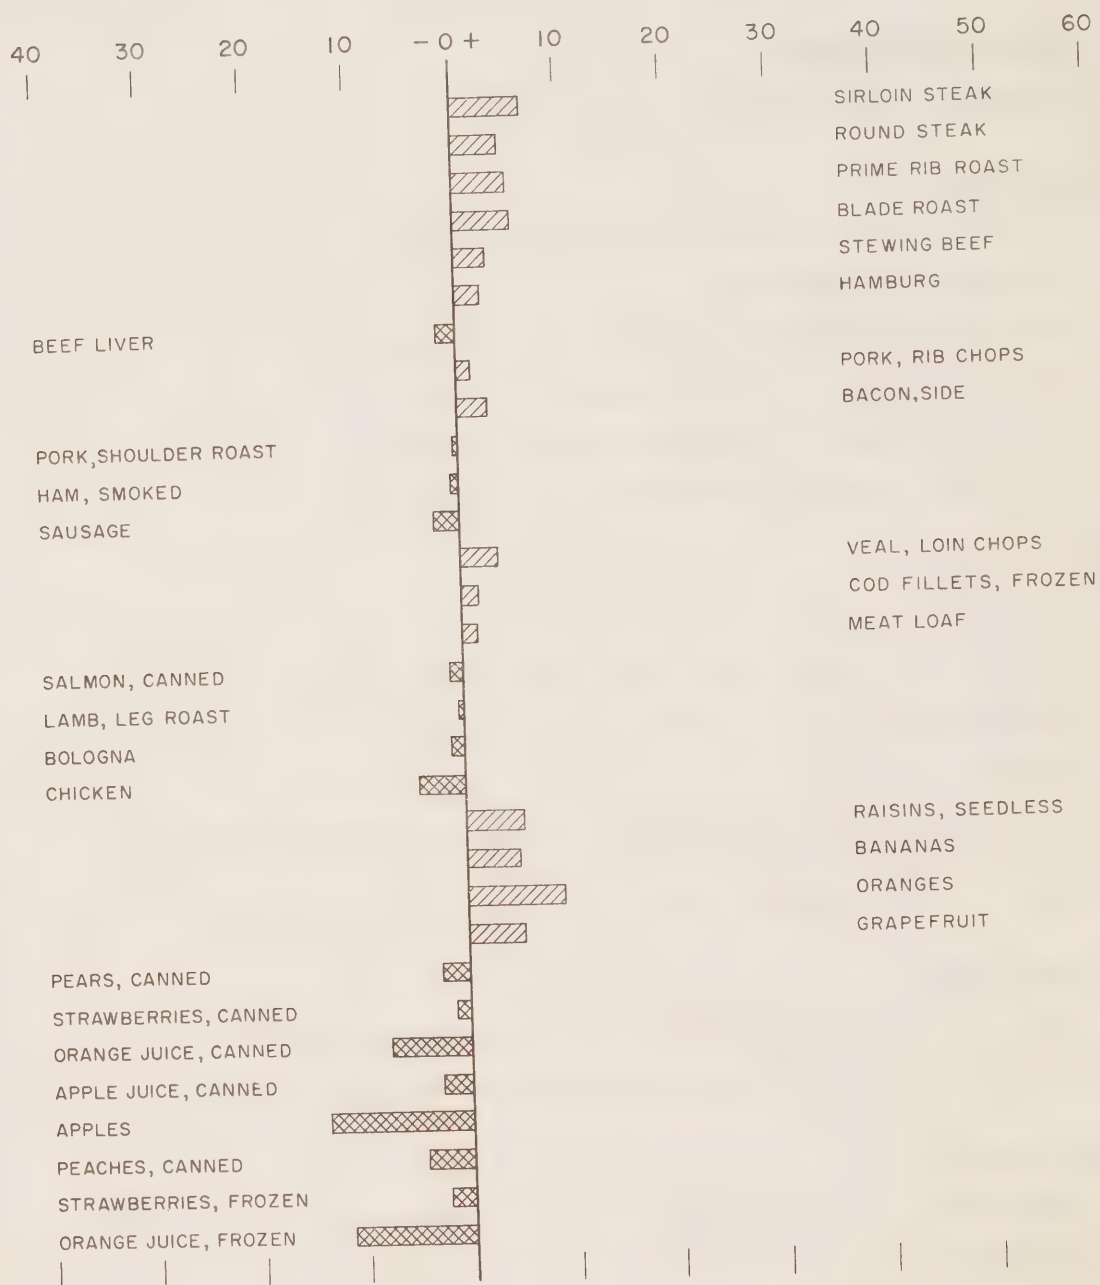 40 30 20 10 - 0 + 10 20 30 40 50 60
SIRLOIN STEAK
ROUND STEAK
PRIME RIB ROAST
BLADE ROAST
STEWING BEEF
HAMBURG
BEEF LIVER
PORK, RIB CHOPS
BACON, SIDE
PORK, SHOULDER ROAST
HAM, SMOKED
SAUSAGE
VEAL, LOIN CHOPS
COD FILLETS, FROZEN
MEAT LOAF
SALMON, CANNED
LAMB, LEG ROAST
BOLOGNA
CHICKEN
RAISINS, SEEDLESS
BANANAS
ORANGES
GRAPEFRUIT
PEARS, CANNED
STRAWBERRIES, CANNED
ORANGE JUICE, CANNED
APPLE JUICE, CANNED
APPLES
PEACHES, CANNED
STRAWBERRIES, FROZEN
ORANGE JUICE, FROZEN